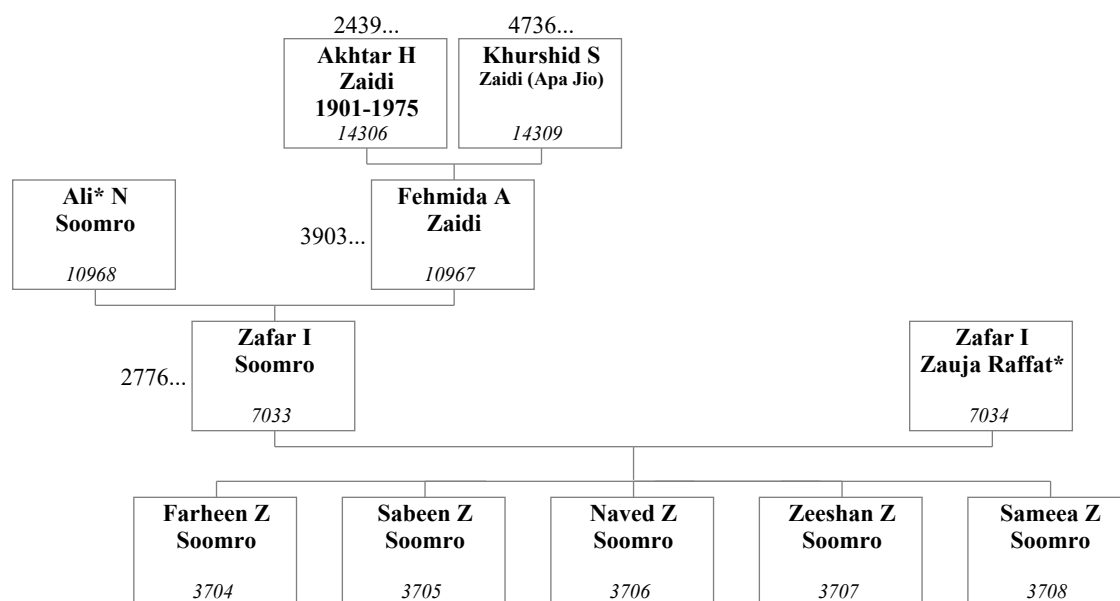 2439...
4736...
Akhtar H
Zaidi
1901-1975
14306
Khurshid S
Zaidi (Apa Jio)
14309
Ali* N
Soomro
10968
3903...
Fehmida A
Zaidi
10967
2776...
Zafar I
Soomro
7033
Zafar I
Zauja Raffat*
7034
Farheen Z
Soomro
3704
Sabeen Z
Soomro
3705
Naved Z
Soomro
3706
Zeeshan Z
Soomro
3707
Sameea Z
Soomro
3708